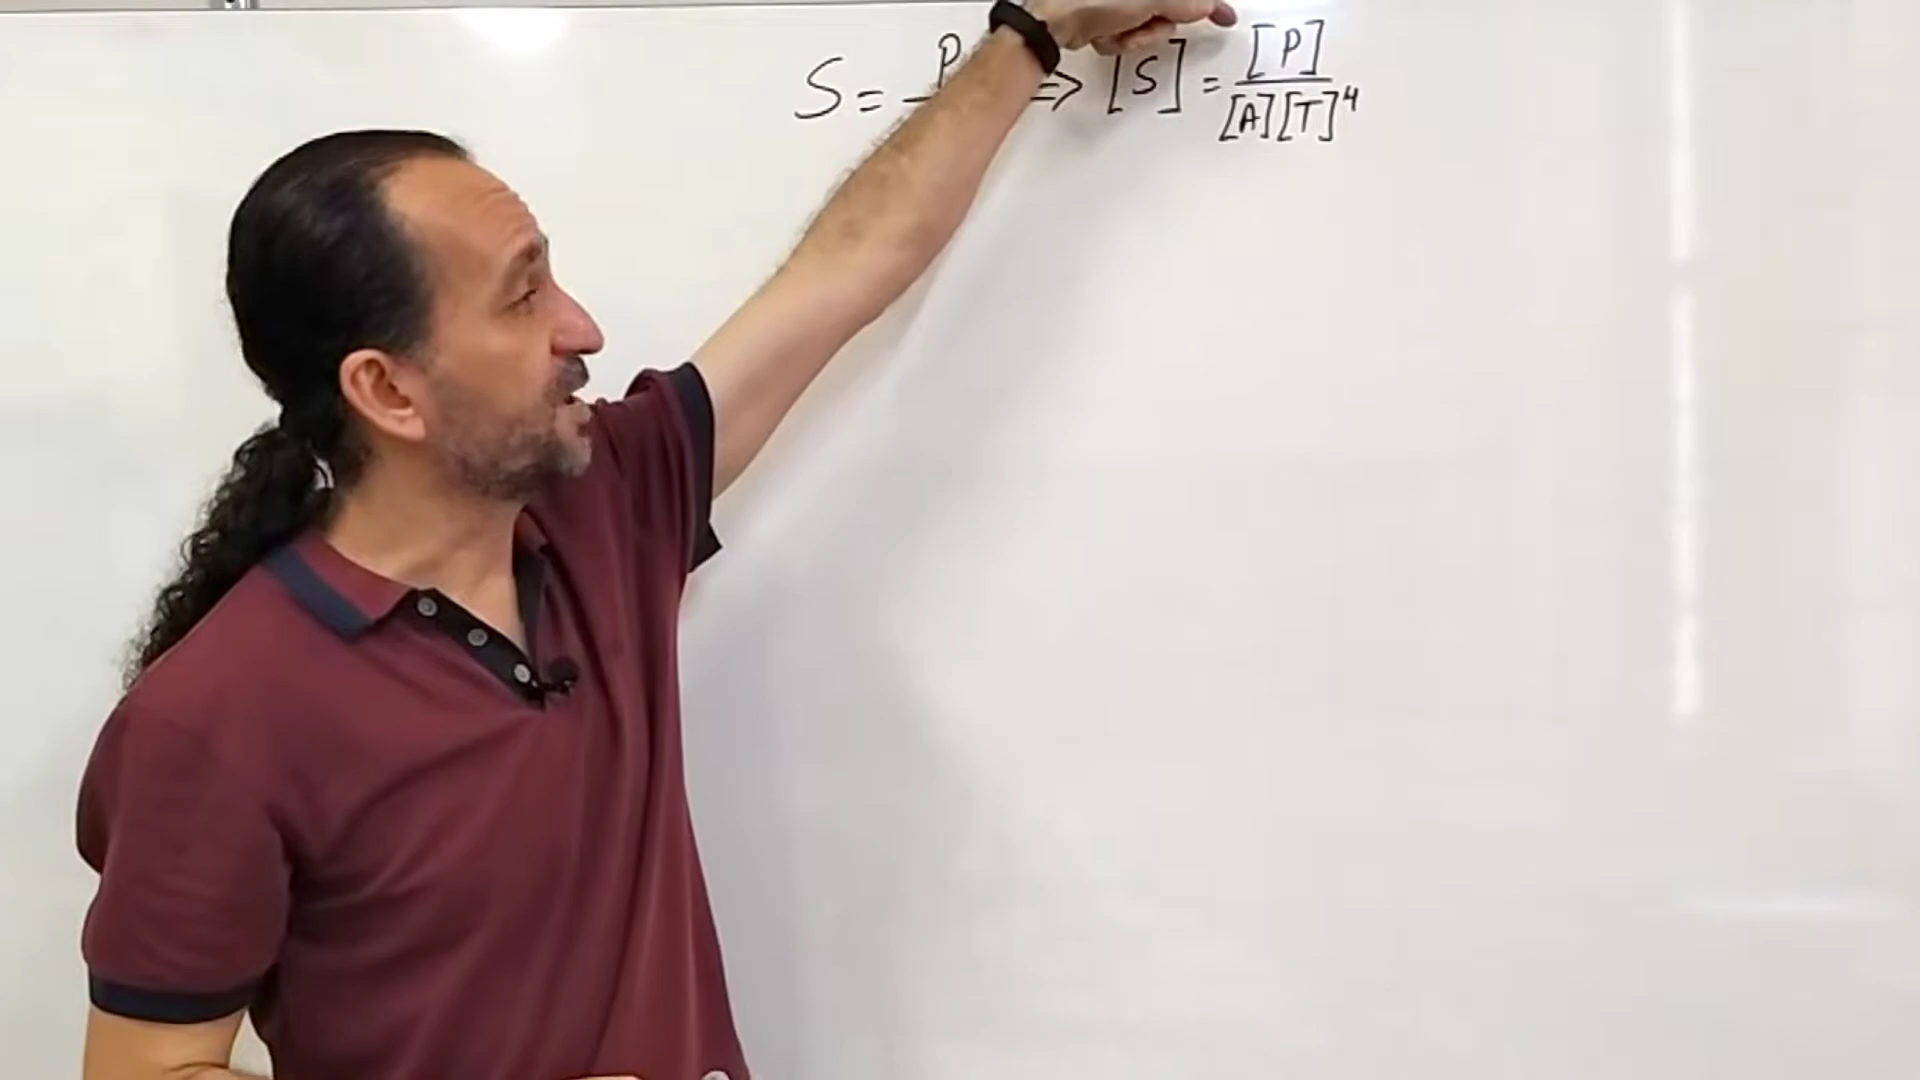 S = P ⇒ [S] = [P] / [A][T]⁴